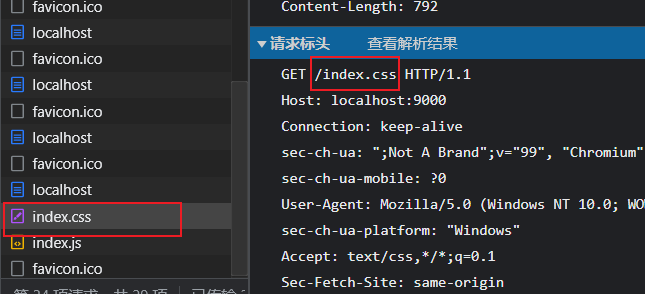 favicon.ico
favicon.ico
localhost
favicon.ico
localhost
favicon.ico
localhost
index.css
index.js
favicon.ico
Content-Length: 792
请求标头 查看解析结果
GET /index.css HTTP/1.1
Host: localhost:9000
Connection: keep-alive
sec-ch-ua: ";Not A Brand";v="99", "Chromium"
sec-ch-ua-mobile: ?0
User-Agent: Mozilla/5.0 (Windows NT 10.0; WOW
sec-ch-ua-platform: "Windows"
Accept: text/css,*/*;q=0.1
Sec-Fetch-Site: same-origin